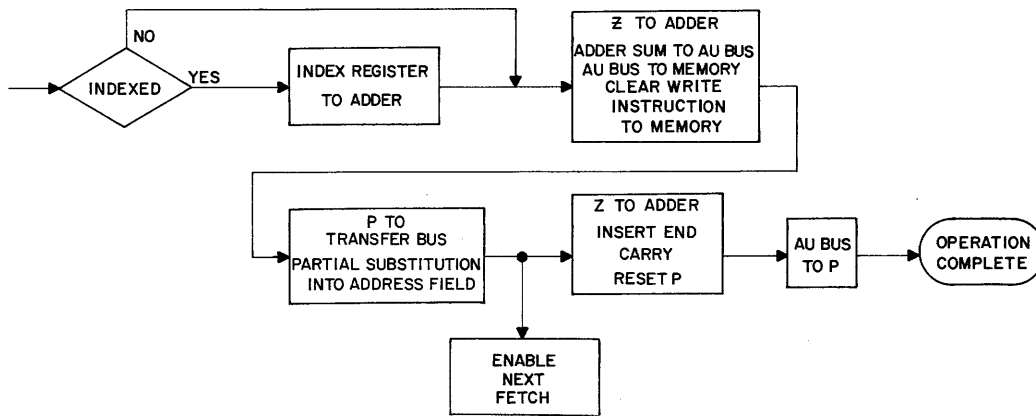 NO
INDEXED
YES
INDEX REGISTER
TO ADDER
Z TO ADDER
ADDER SUM TO AU BUS
AU BUS TO MEMORY
CLEAR WRITE
INSTRUCTION
TO MEMORY
P TO
TRANSFER BUS
PARTIAL SUBSTITUTION
INTO ADDRESS FIELD
Z TO ADDER
INSERT END
CARRY
RESET P
AU BUS
TO P
OPERATION
COMPLETE
ENABLE
NEXT
FETCH